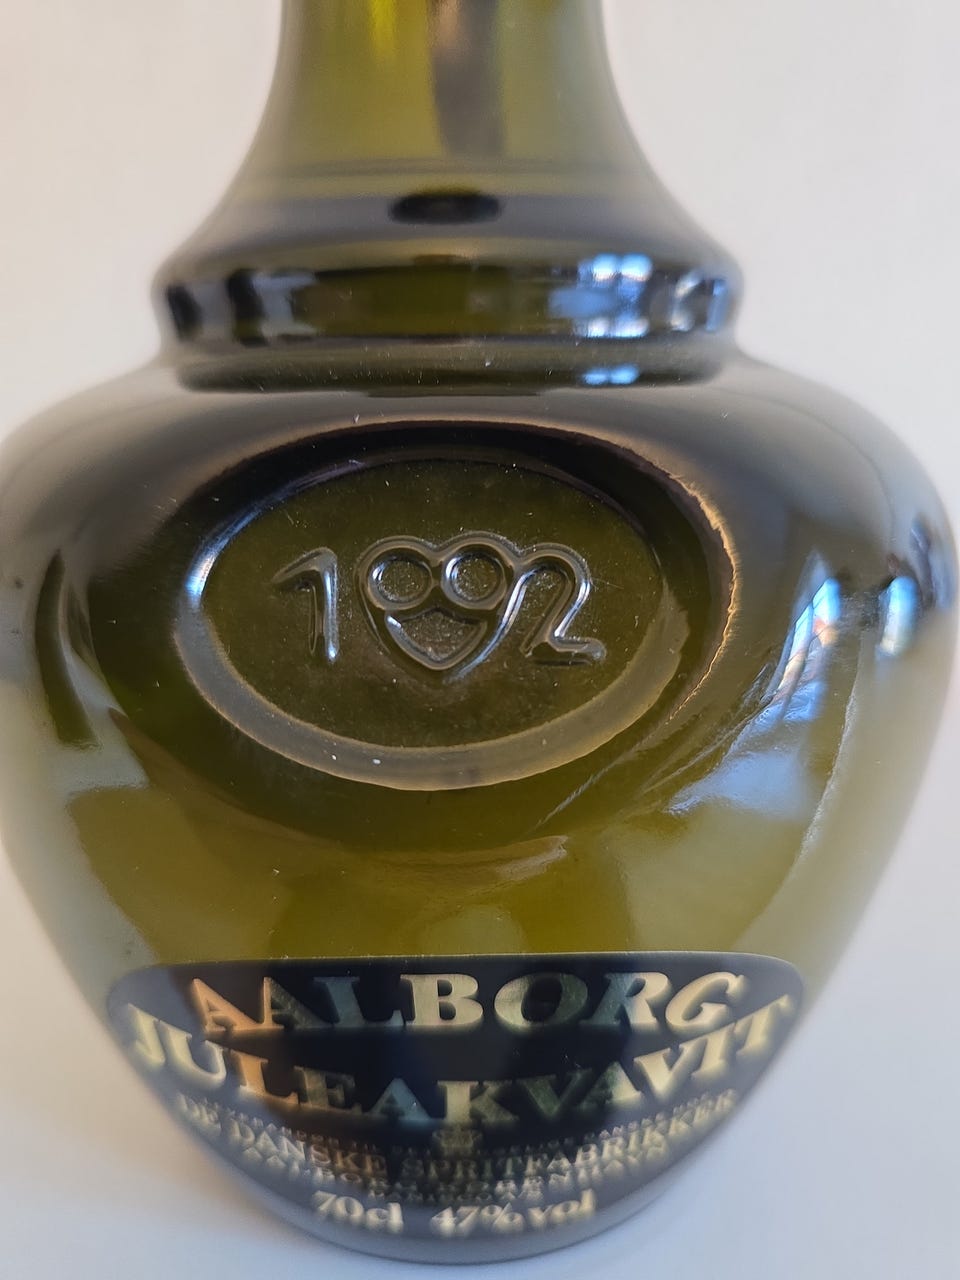 1992
AALBORG
JULEAKVAVIT
DE DANSKE SPRITFABRIKKER
70cl 47% vol